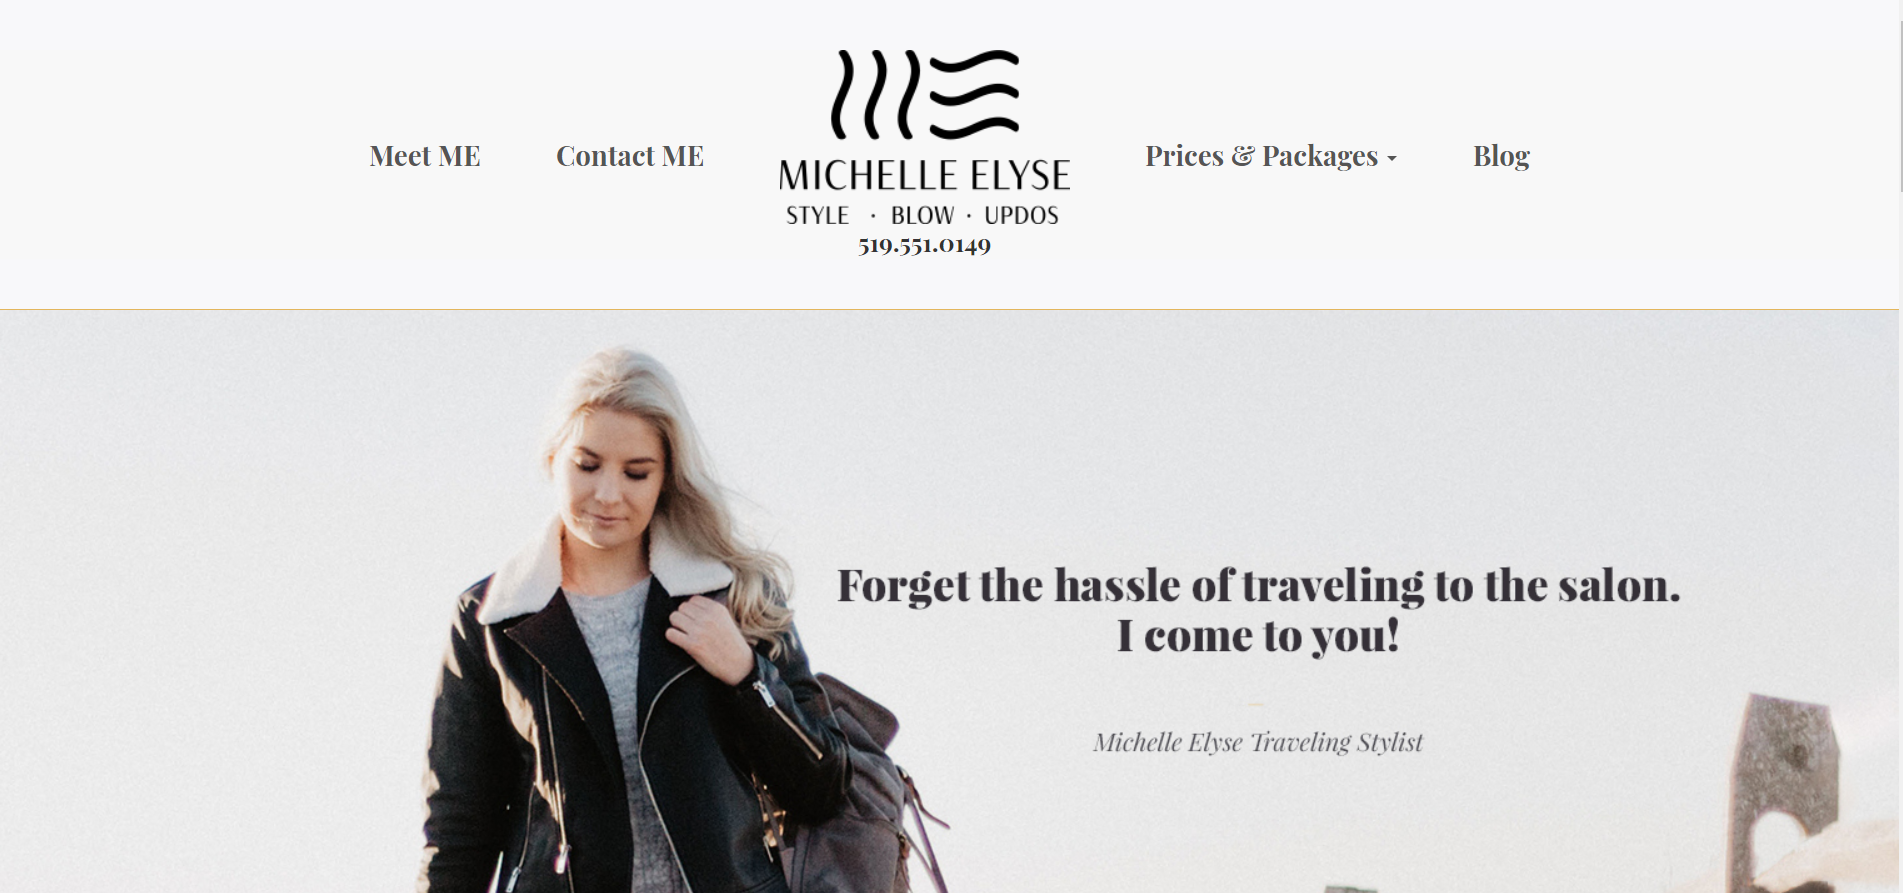 Meet ME
Contact ME
MICHELLE ELYSE
STYLE · BLOW · UPDOS
519.551.0149
Prices & Packages
Blog
Forget the hassle of traveling to the salon.
I come to you!
Michelle Elyse Traveling Stylist